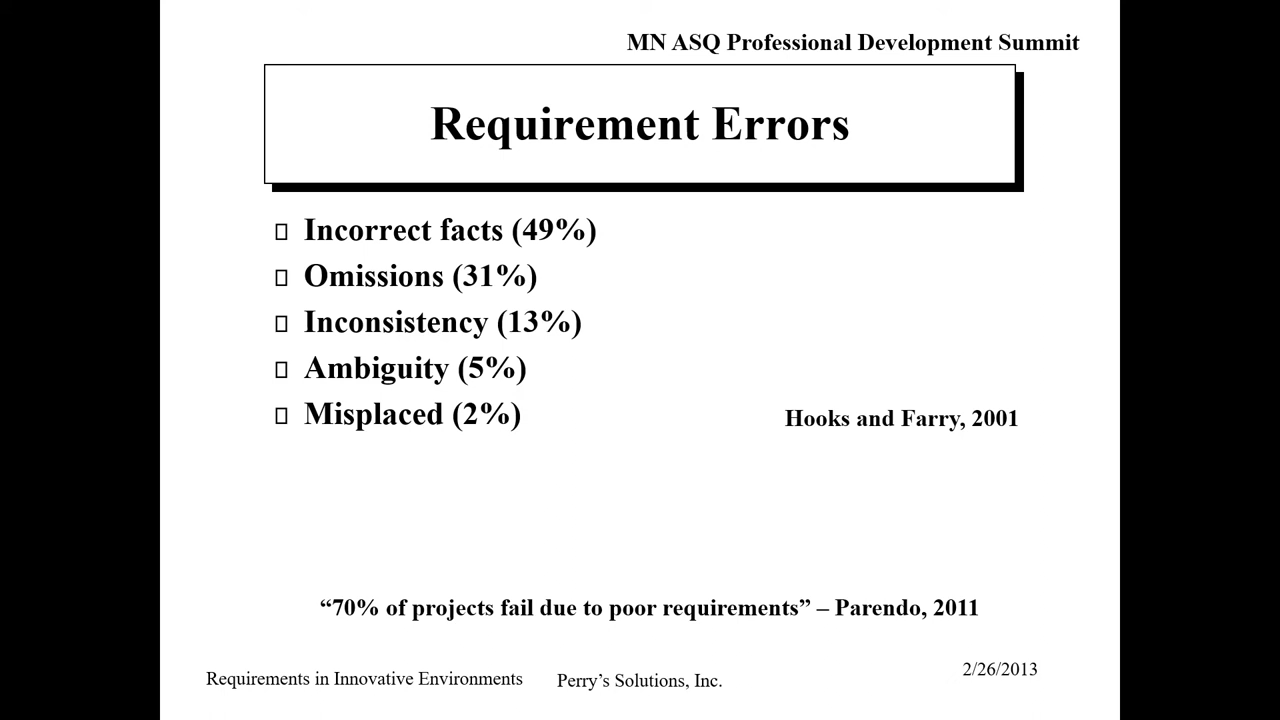 MN ASQ Professional Development Summit
Requirement Errors
Incorrect facts (49%)
Omissions (31%)
Inconsistency (13%)
Ambiguity (5%)
Misplaced (2%)
Hooks and Farry, 2001
“70% of projects fail due to poor requirements” – Parendo, 2011
Requirements in Innovative Environments
Perry’s Solutions, Inc.
2/26/2013